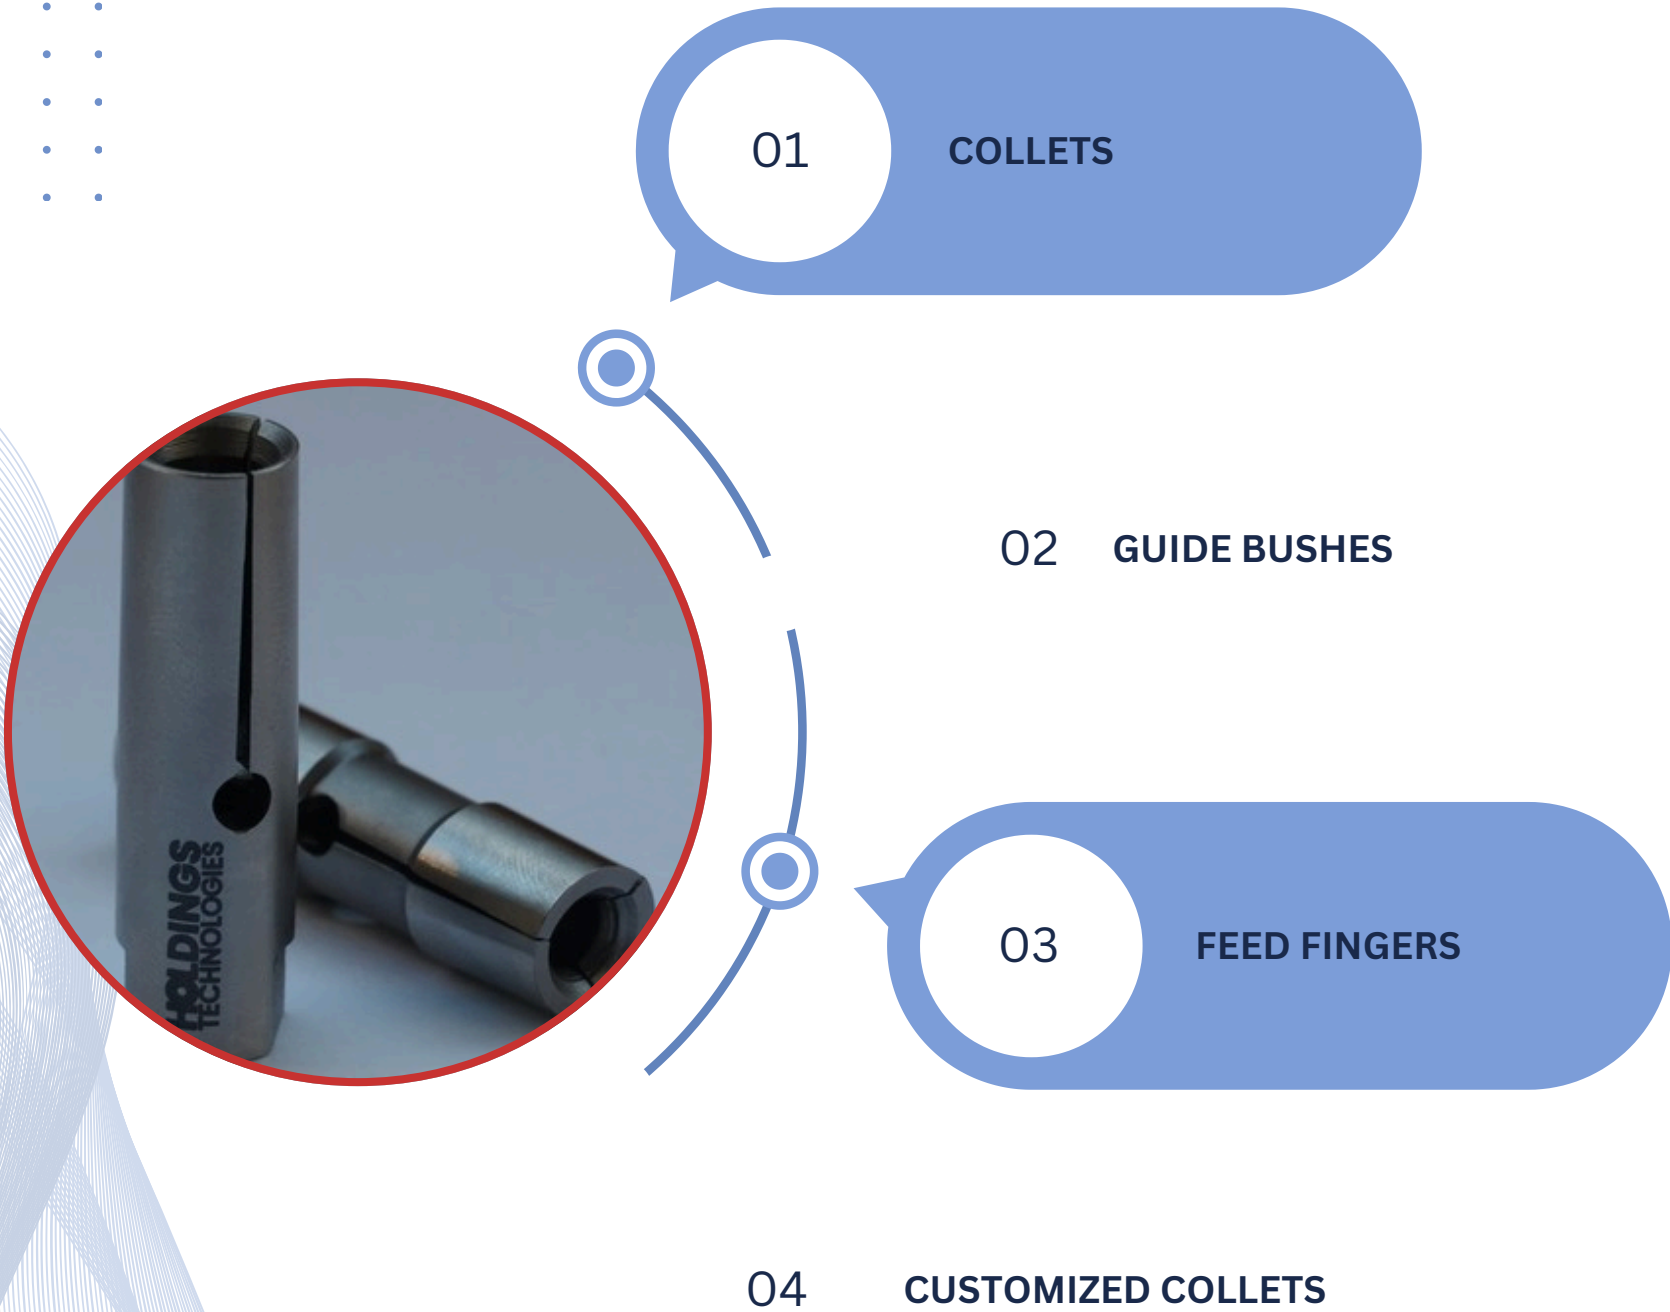 01 COLLETS
02 GUIDE BUSHES
HOLDINGS
TECHNOLOGIES
03 FEED FINGERS
04 CUSTOMIZED COLLETS